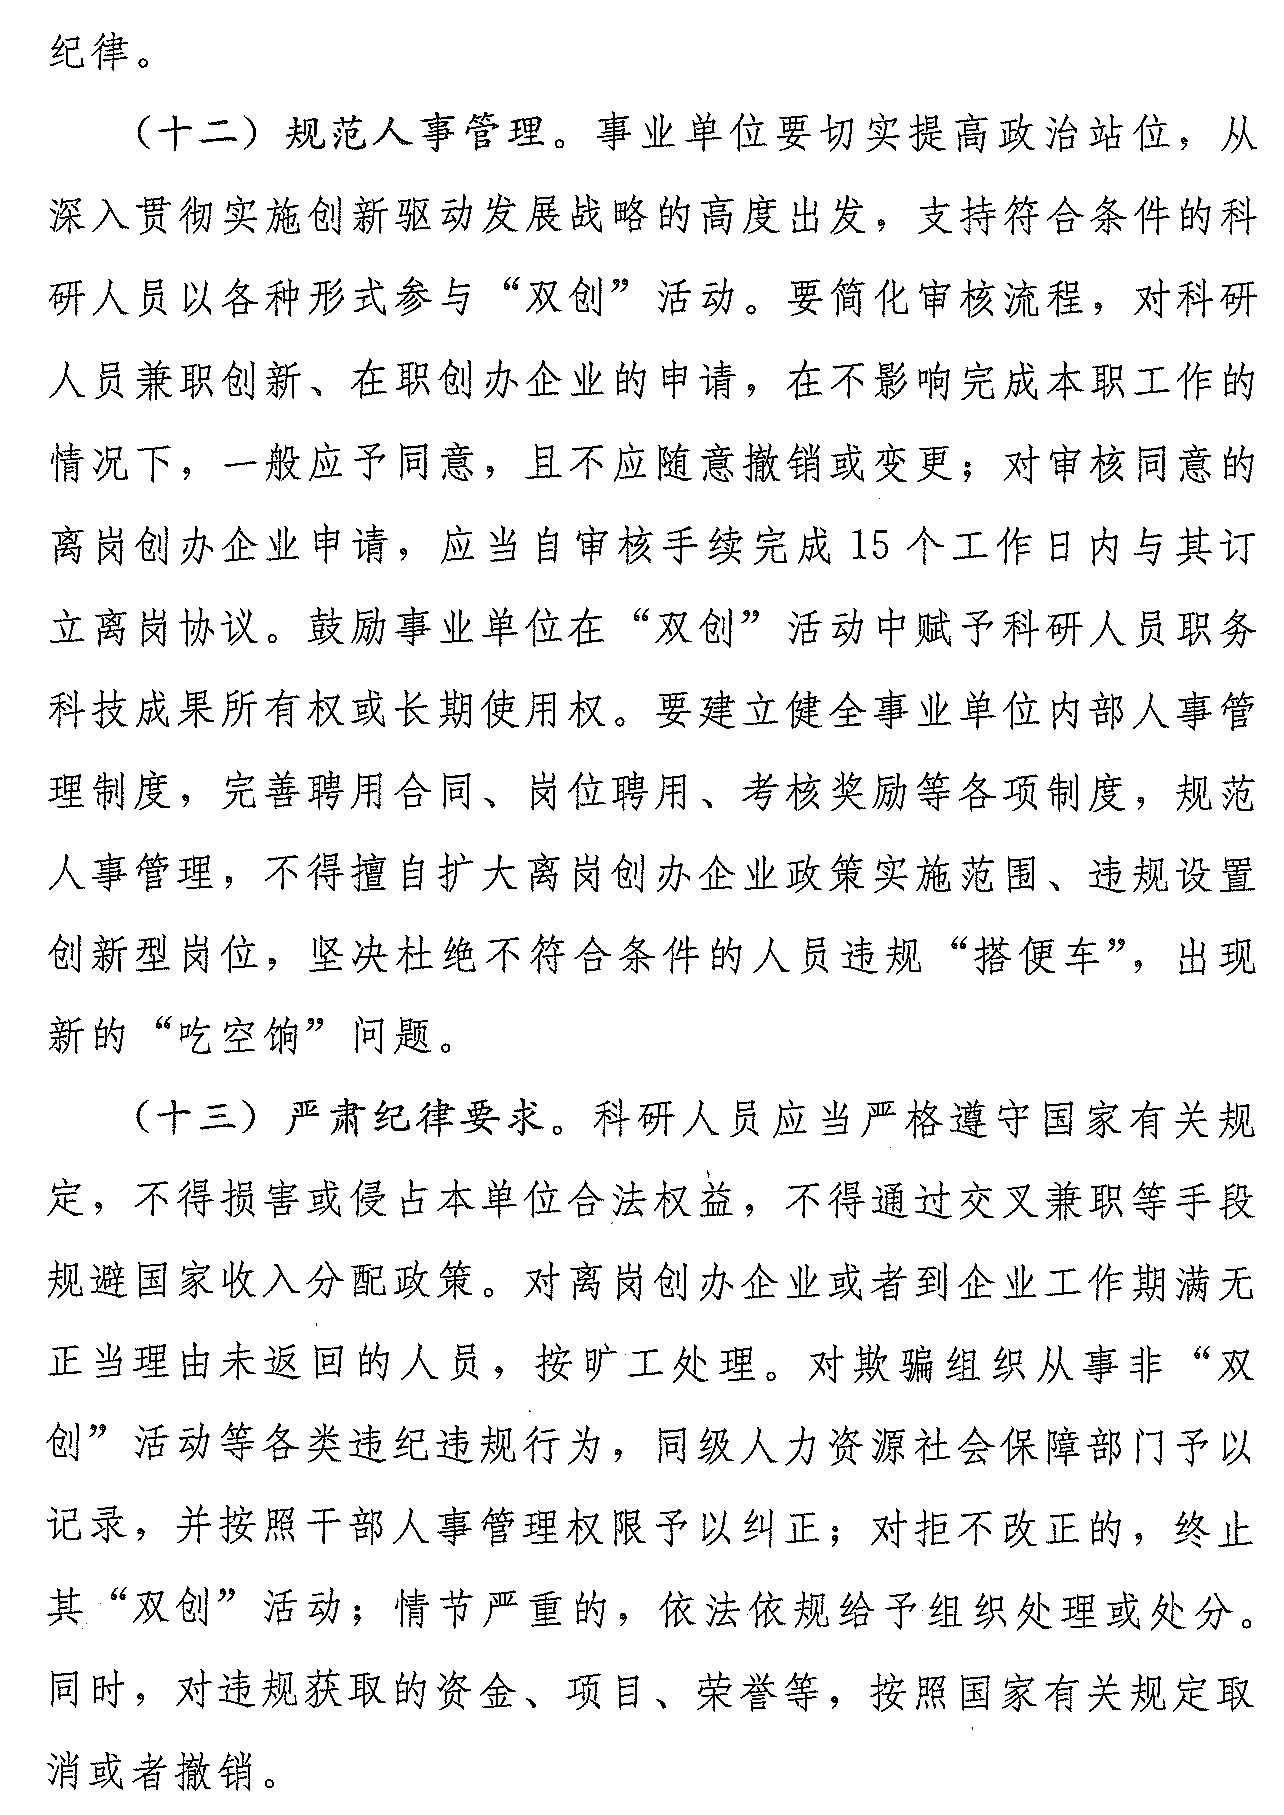 纪律。
（十二）规范人事管理。事业单位要切实提高政治站位，从
深入贯彻实施创新驱动发展战略的高度出发，支持符合条件的科
研人员以各种形式参与“双创”活动。要简化审核流程，对科研
人员兼职创新、在职创办企业的申请，在不影响完成本职工作的
情况下，一般应予同意，且不应随意撤销或变更；对审核同意的
离岗创办企业申请，应当自审核手续完成 15 个工作日内与其订
立离岗协议。鼓励事业单位在“双创”活动中赋予科研人员职务
科技成果所有权或长期使用权。要建立健全事业单位内部人事管
理制度，完善聘用合同、岗位聘用、考核奖励等各项制度，规范
人事管理，不得擅自扩大离岗创办企业政策实施范围、违规设置
创新型岗位，坚决杜绝不符合条件的人员违规“搭便车”，出现
新的“吃空饷”问题。
（十三）严肃纪律要求。科研人员应当严格遵守国家有关规
定，不得损害或侵占本单位合法权益，不得通过交叉兼职等手段
规避国家收入分配政策。对离岗创办企业或者到企业工作期满无
正当理由未返回的人员，按旷工处理。对欺骗组织从事非“双
创”活动等各类违纪违规行为，同级人力资源社会保障部门予以
记录，并按照干部人事管理权限予以纠正；对拒不改正的，终止
其“双创”活动；情节严重的，依法依规给予组织处理或处分。
同时，对违规获取的资金、项目、荣誉等，按照国家有关规定取
消或者撤销。